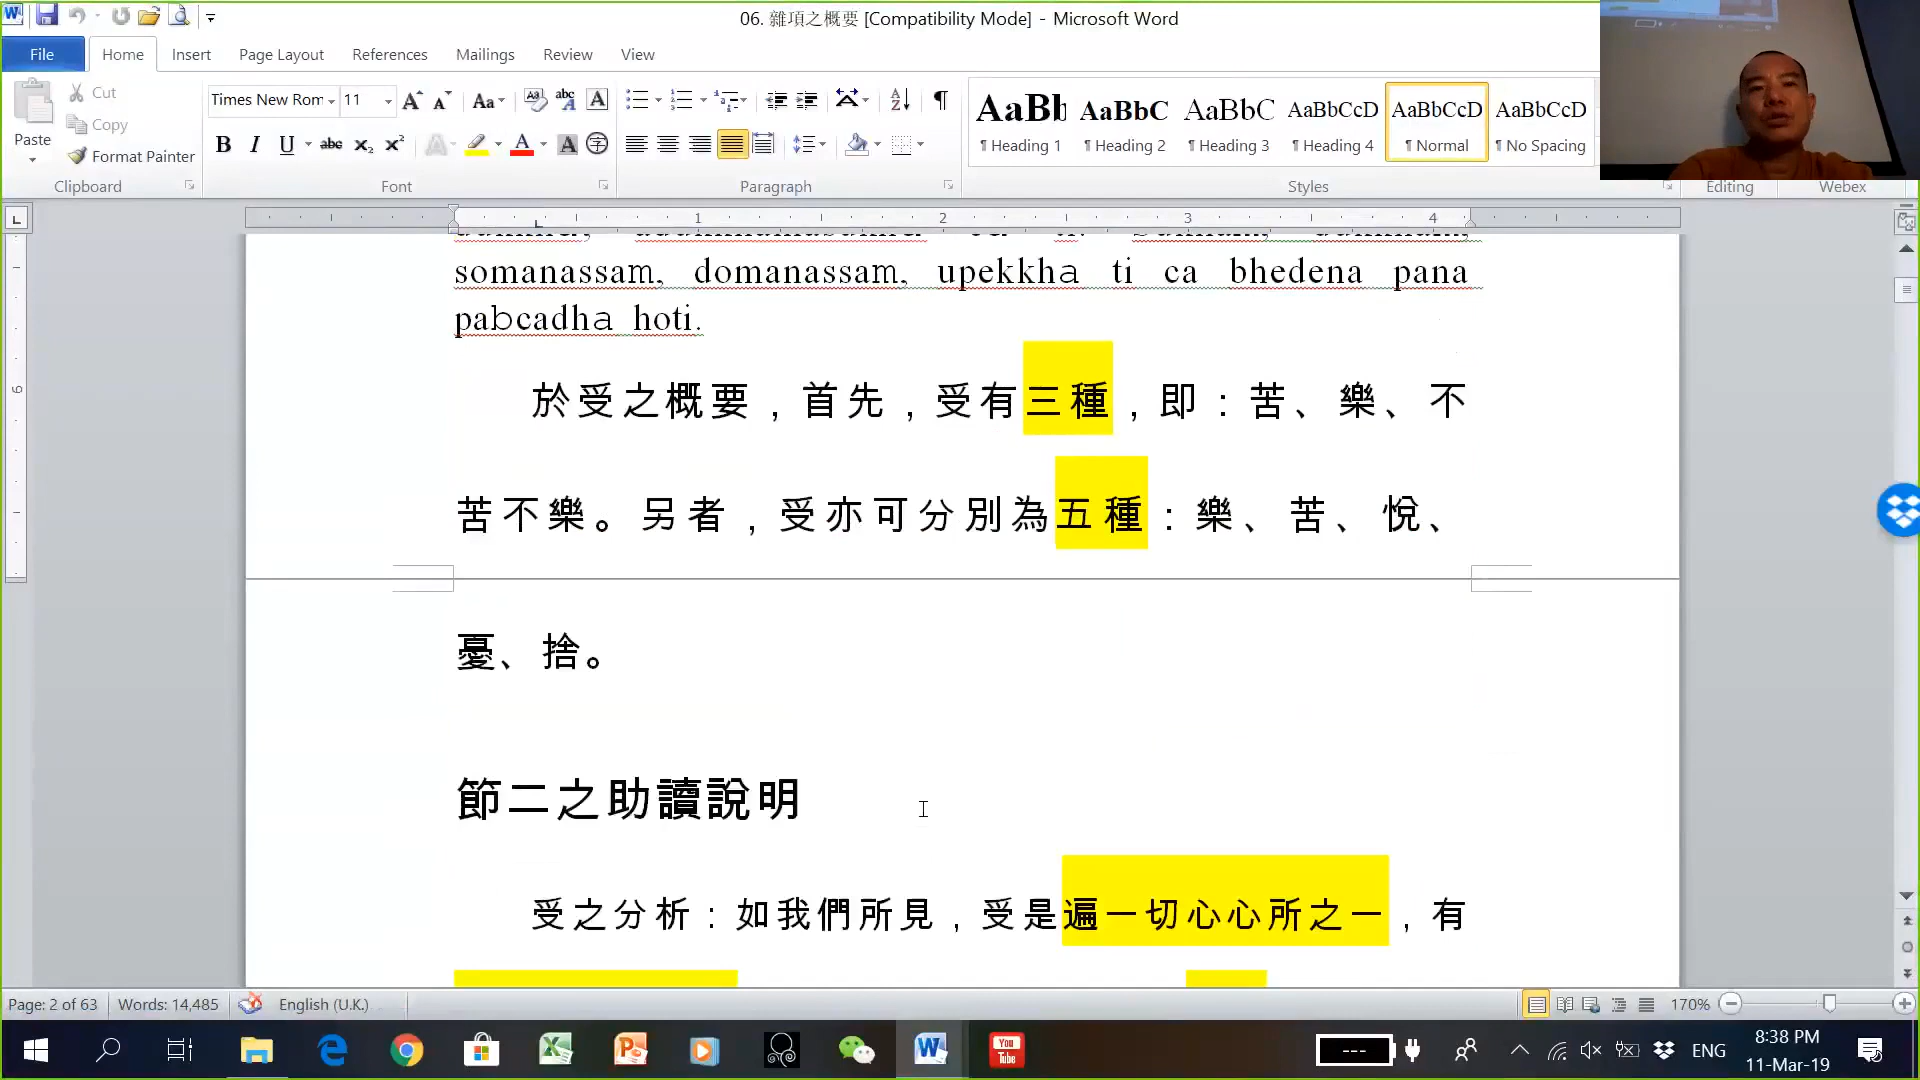 06. 雜項之概要 [Compatibility Mode] - Microsoft Word
File Home Insert Page Layout References Mailings Review View
Cut
Copy
Format Painter
Paste
Clipboard
Times New Rom 11
Font
Paragraph
AaBb AaBbC AaBbC AaBbCcD AaBbCcD AaBbCcD
¶ Heading 1 ¶ Heading 2 ¶ Heading 3 ¶ Heading 4 ¶ Normal ¶ No Spacing
Styles
Editing
Webex
1 2 3 4
somanassam, domanassam, upekkha ti ca bhedena pana
pabcadha hoti.
於受之概要，首先，受有三種，即：苦、樂、不
苦不樂。另者，受亦可分別為五種：樂、苦、悅、
憂、捨。
節二之助讀說明
受之分析：如我們所見，受是遍一切心心所之一，有
Page: 2 of 63 Words: 14,485 English (U.K.) 170%
ENG
8:38 PM
11-Mar-19